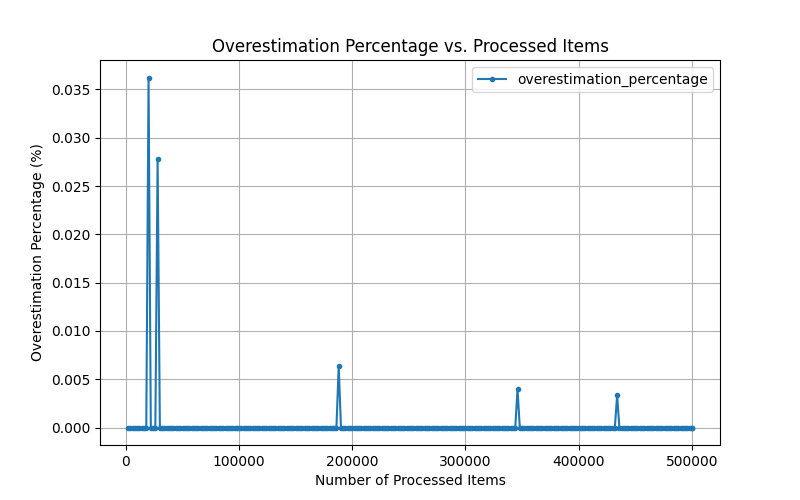 Overestimation Percentage vs. Processed Items
overestimation_percentage
Overestimation Percentage (%)
0.035
0.030
0.025
0.020
0.015
0.010
0.005
0.000
0 100000 200000 300000 400000 500000
Number of Processed Items